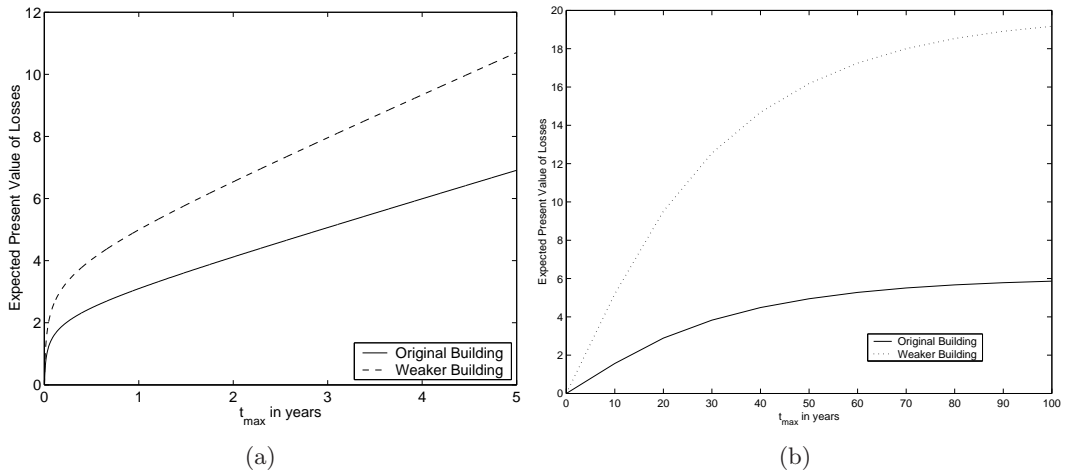 12
10
8
6
4
2
0
Expected Present Value of Losses
0 1 2 3 4 5
t_max in years
Original Building
Weaker Building
(a)
20
18
16
14
12
10
8
6
4
2
0
Expected Present Value of Losses
0 10 20 30 40 50 60 70 80 90 100
t_max in years
Original Building
Weaker Building
(b)